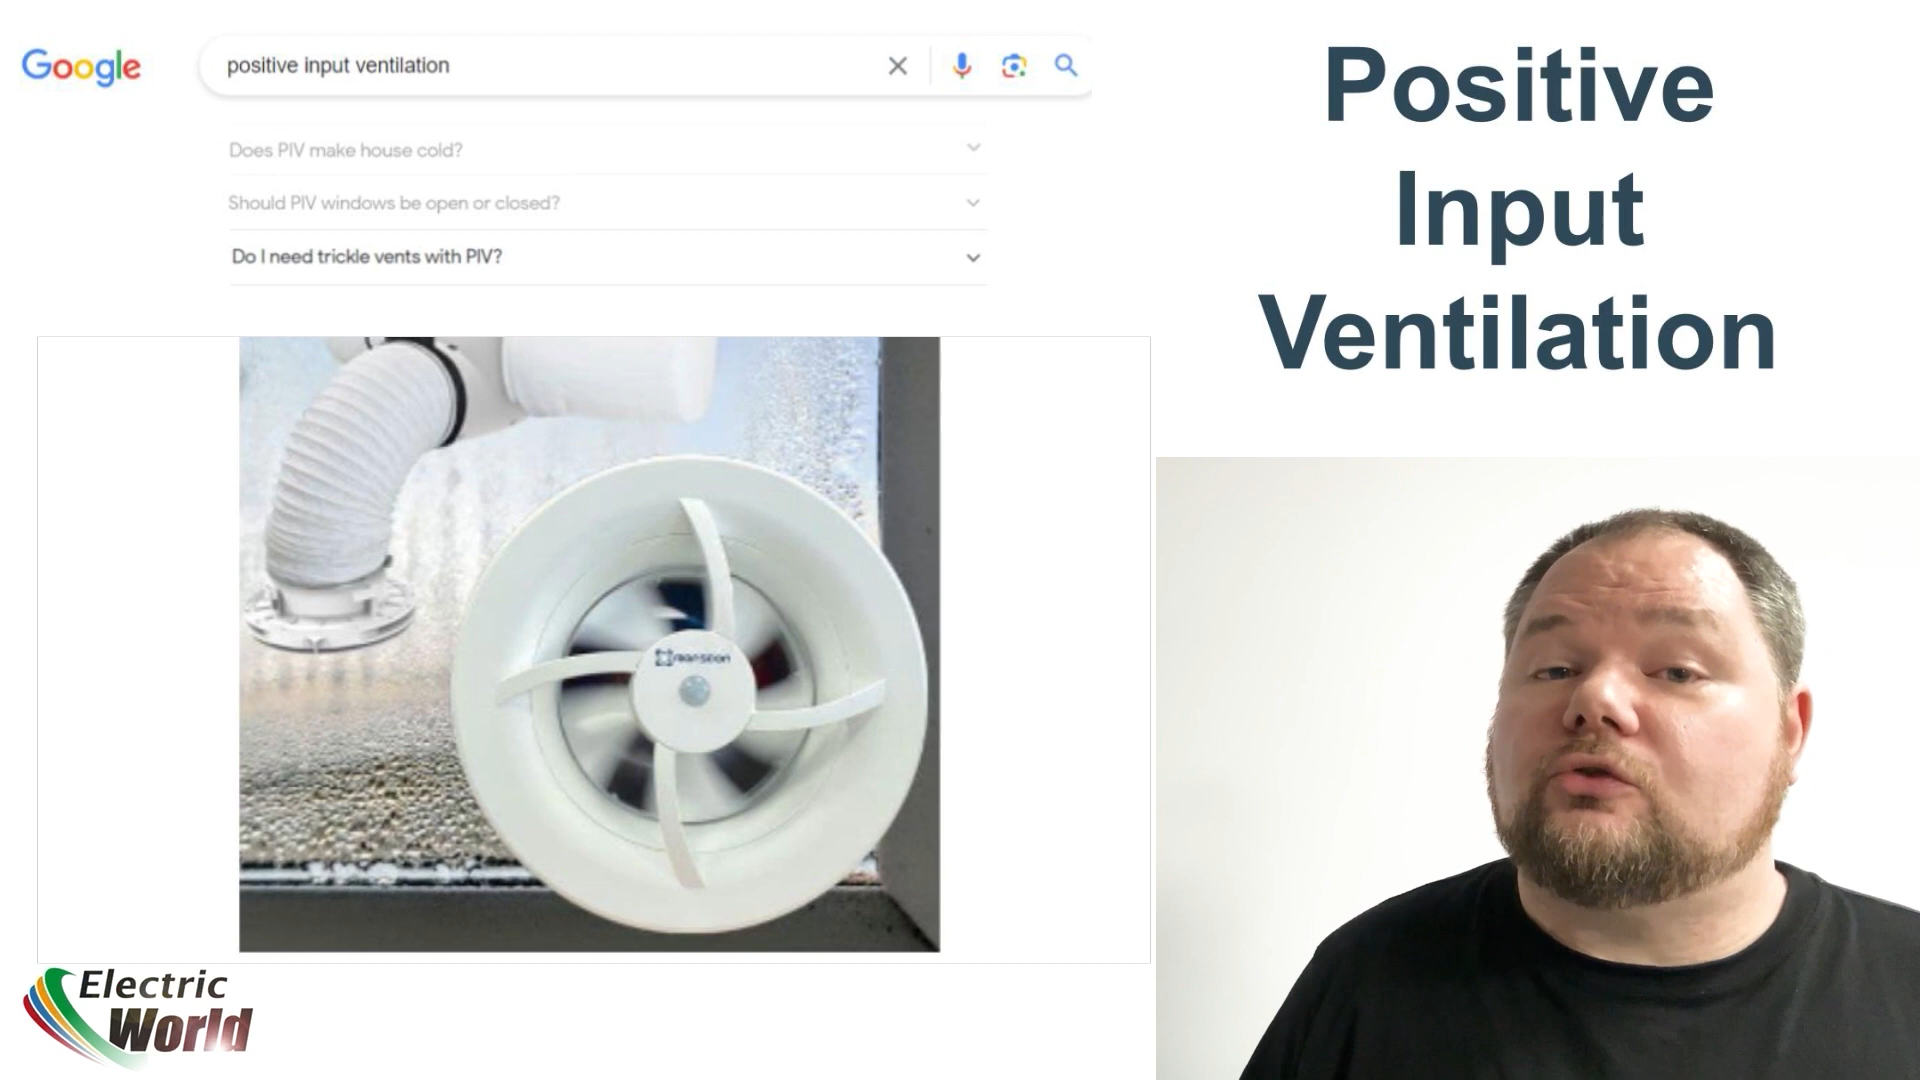 Google
positive input ventilation
Does PIV make house cold?
Should PIV windows be open or closed?
Do I need trickle vents with PIV?
Positive
Input
Ventilation
Electric
World